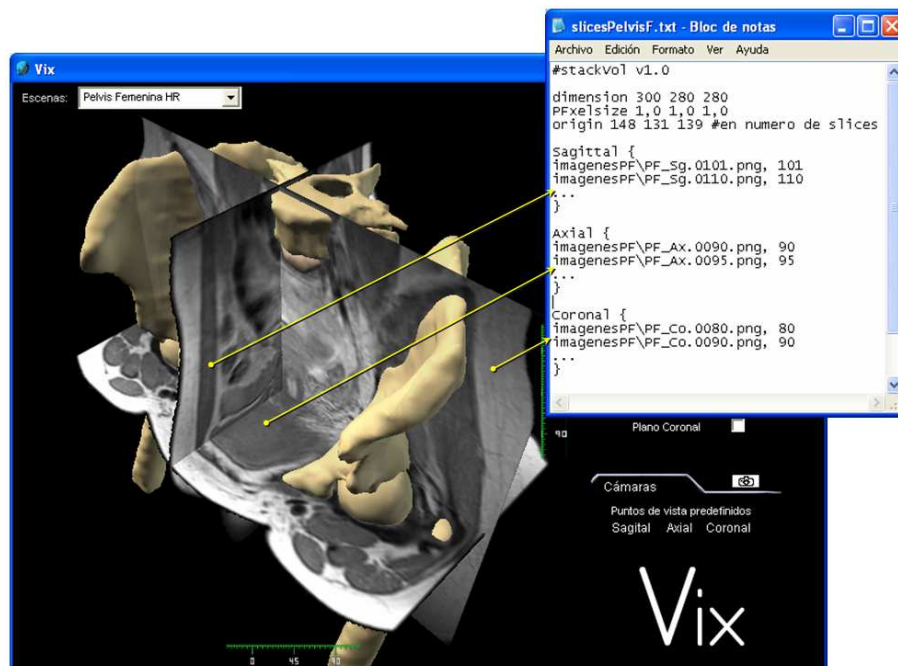 slicesPelvisF.txt - Bloc de notas
Archivo Edición Formato Ver Ayuda
#stackVol v1.0
dimension 300 280 280
PFxelsize 1,0 1,0 1,0
origin 148 131 139 #en numero de slices
Sagittal {
imagenesPF\PF_Sg.0101.png, 101
imagenesPF\PF_Sg.0110.png, 110
...
}
Axial {
imagenesPF\PF_Ax.0090.png, 90
imagenesPF\PF_Ax.0095.png, 95
...
}
Coronal {
imagenesPF\PF_Co.0080.png, 80
imagenesPF\PF_Co.0090.png, 90
...
}
Vix
Escenas: Pelvis Femenina HR
90
Plano Coronal
Cámaras
Puntos de vista predefinidos
Sagital Axial Coronal
Vix
0 45 90